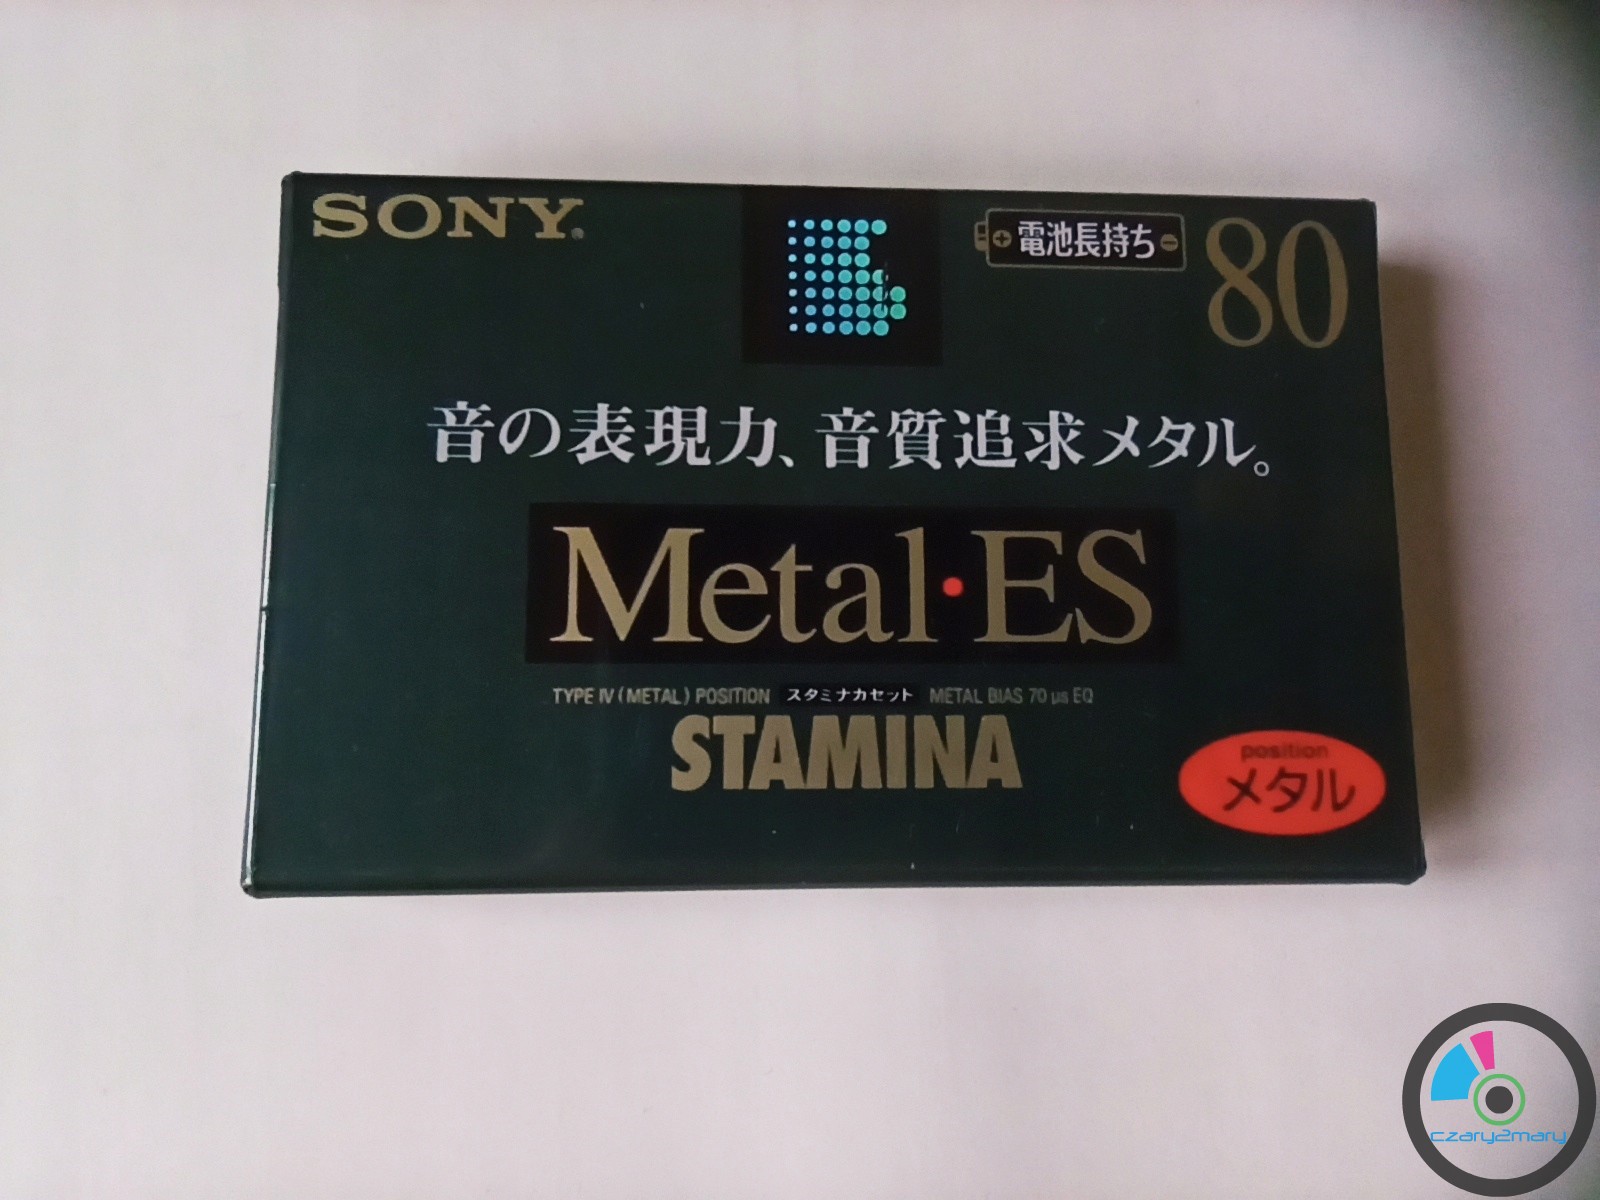 SONY®
電池長持ち
80
音の表現力、音質追求メタル。
Metal·ES
TYPE IV (METAL) POSITION スタミナカセット METAL BIAS 70 μs EQ
STAMINA
position
メタル
czary2mary